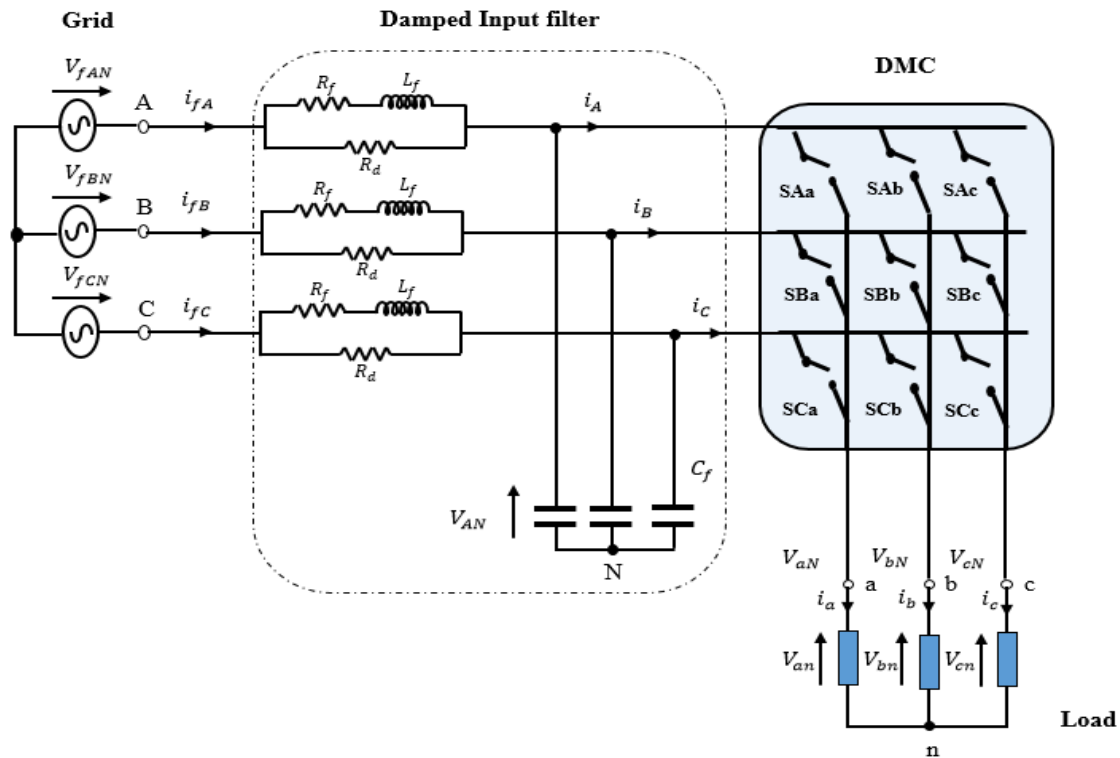 Grid
Damped Input filter
DMC
V_fAN
A
i_fA
R_f
L_f
R_d
i_A
V_fBN
B
i_fB
R_f
L_f
R_d
i_B
V_fCN
C
i_fC
R_f
L_f
R_d
i_C
SAa SAb SAc
SBa SBb SBc
SCa SCb SCc
C_f
V_AN
N
V_aN V_bN V_cN
a b c
i_a i_b i_c
V_an V_bn V_cn
Load
n